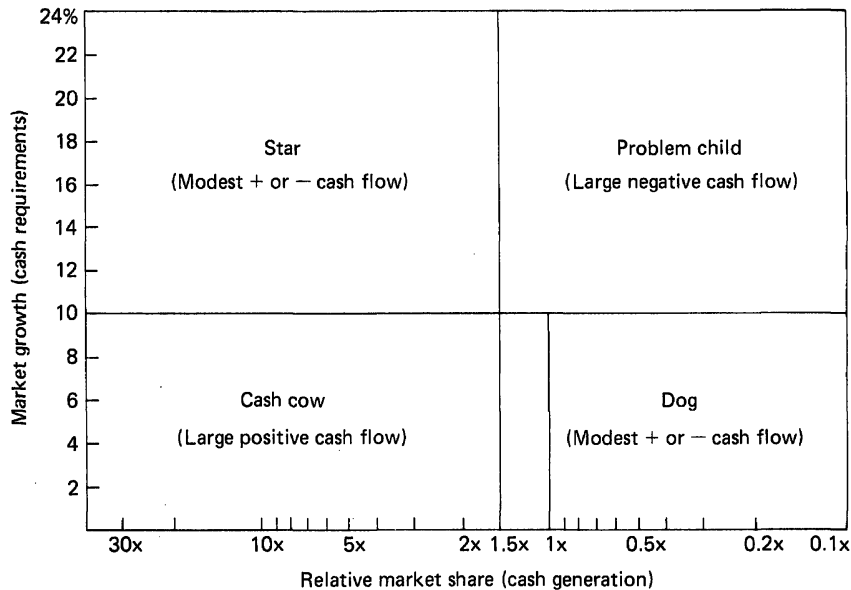 24%
22
20
18
16
14
12
10
8
6
4
2
Market growth (cash requirements)
Star
(Modest + or − cash flow)
Problem child
(Large negative cash flow)
Cash cow
(Large positive cash flow)
Dog
(Modest + or − cash flow)
30x 10x 5x 2x 1.5x 1x 0.5x 0.2x 0.1x
Relative market share (cash generation)